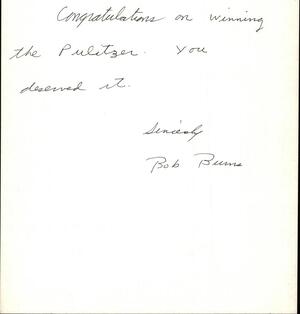 Congratulations on winning
the Pulitzer. You
deserved it.
Sincerely
Bob Burns